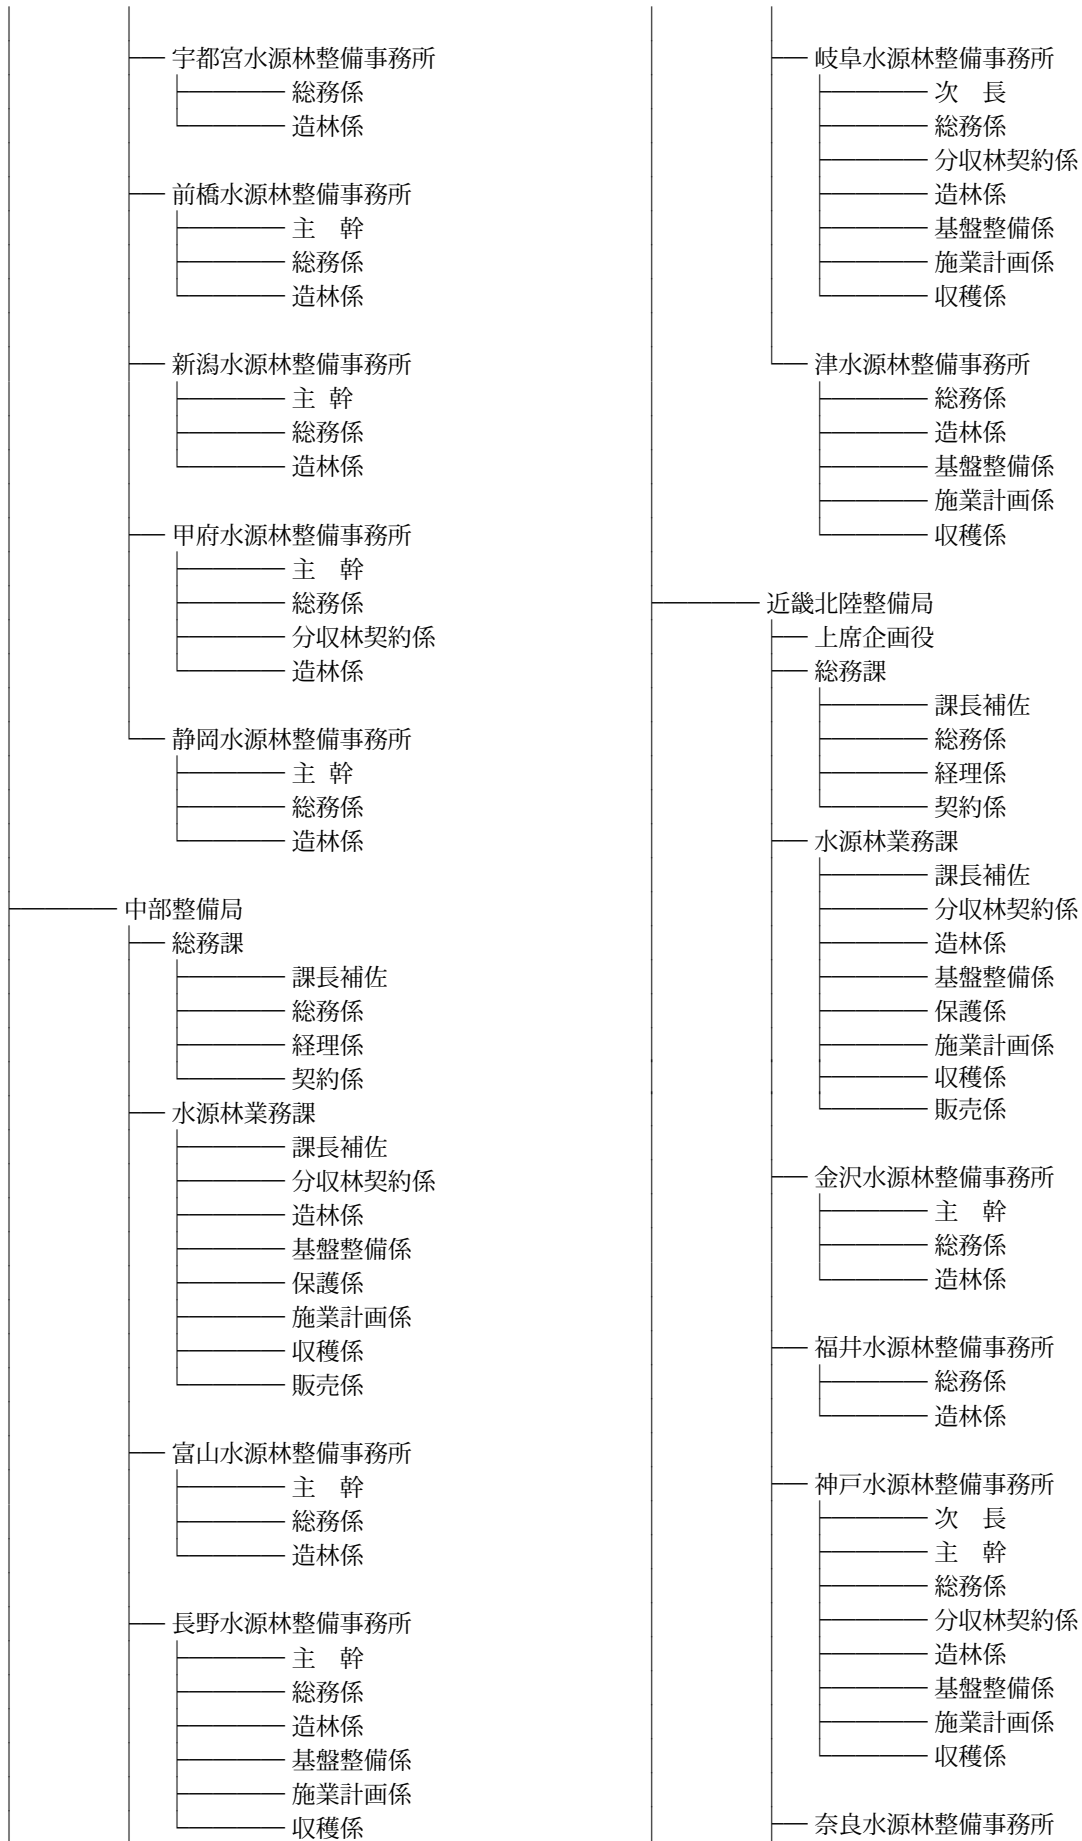 宇都宮水源林整備事務所
総務係
造林係
前橋水源林整備事務所
主　幹
総務係
造林係
新潟水源林整備事務所
主 幹
総務係
造林係
甲府水源林整備事務所
主　幹
総務係
分収林契約係
造林係
静岡水源林整備事務所
主 幹
総務係
造林係
中部整備局
総務課
課長補佐
総務係
経理係
契約係
水源林業務課
課長補佐
分収林契約係
造林係
基盤整備係
保護係
施業計画係
収穫係
販売係
富山水源林整備事務所
主　幹
総務係
造林係
長野水源林整備事務所
主　幹
総務係
造林係
基盤整備係
施業計画係
収穫係
岐阜水源林整備事務所
次　長
総務係
分収林契約係
造林係
基盤整備係
施業計画係
収穫係
津水源林整備事務所
総務係
造林係
基盤整備係
施業計画係
収穫係
近畿北陸整備局
上席企画役
総務課
課長補佐
総務係
経理係
契約係
水源林業務課
課長補佐
分収林契約係
造林係
基盤整備係
保護係
施業計画係
収穫係
販売係
金沢水源林整備事務所
主　幹
総務係
造林係
福井水源林整備事務所
総務係
造林係
神戸水源林整備事務所
次　長
主　幹
総務係
分収林契約係
造林係
基盤整備係
施業計画係
収穫係
奈良水源林整備事務所